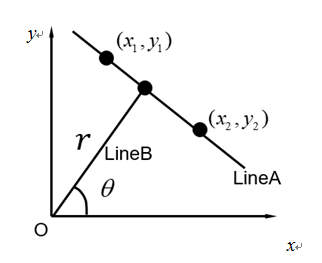 y↵
(x₁, y₁)
(x₂, y₂)
r
LineB
θ
LineA
O
x↵